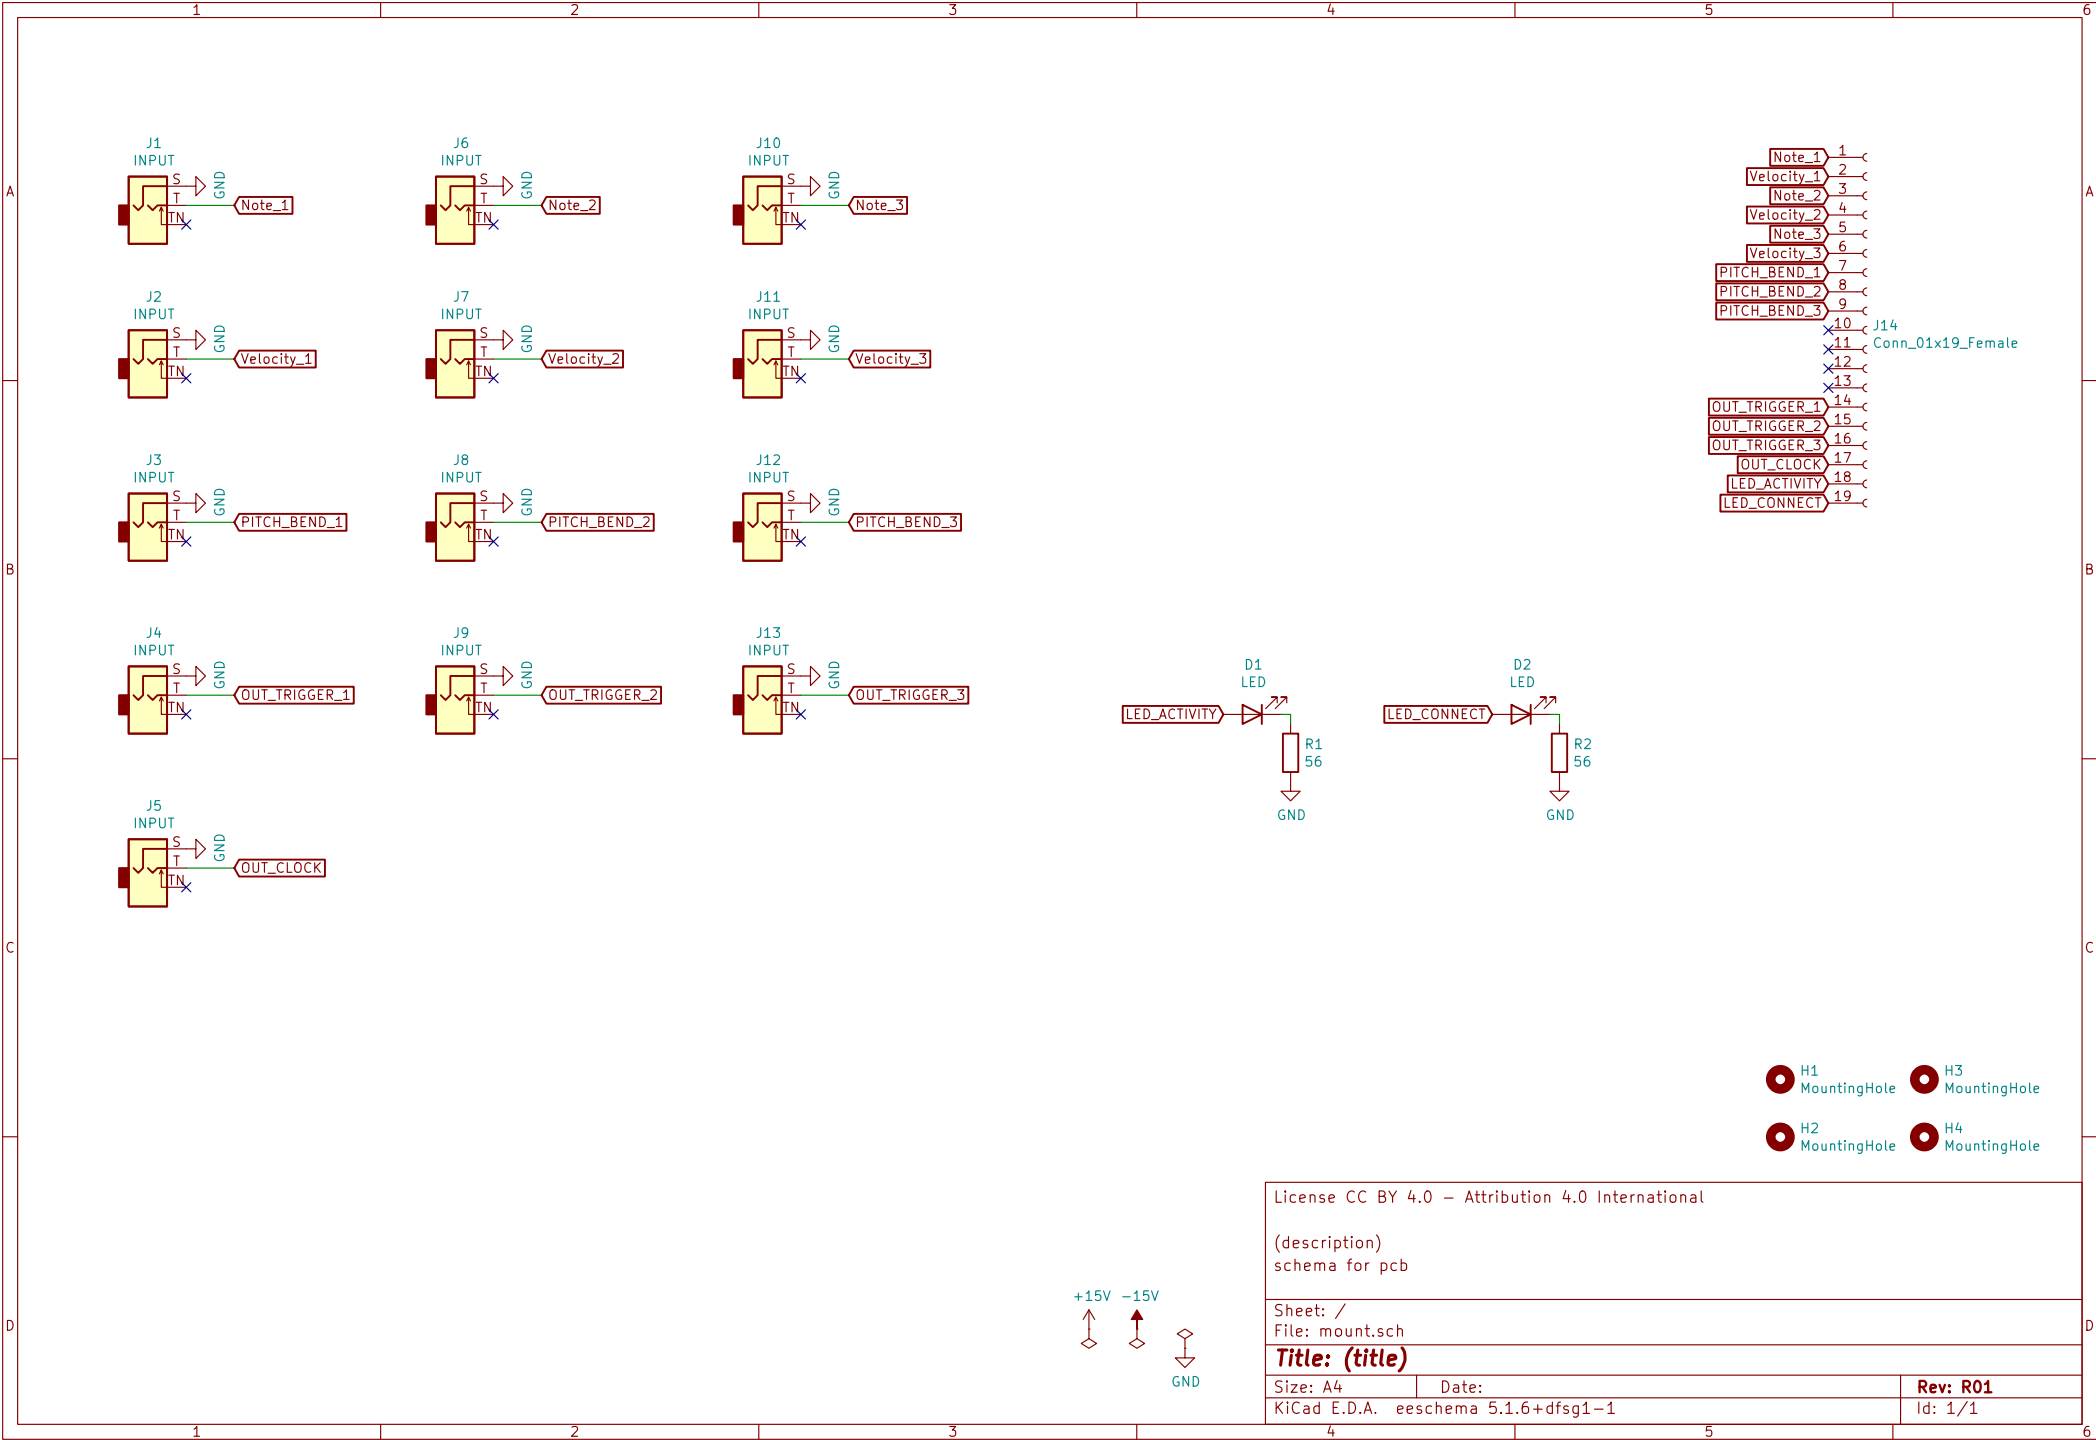 1 2 3 4 5 6
J1
INPUT
S
GND
T
Note_1
TN
J6
INPUT
S
GND
T
Note_2
TN
J10
INPUT
S
GND
T
Note_3
TN
A
A
J2
INPUT
S
GND
T
Velocity_1
TN
J7
INPUT
S
GND
T
Velocity_2
TN
J11
INPUT
S
GND
T
Velocity_3
TN
Note_1 1
Velocity_1 2
Note_2 3
Velocity_2 4
Note_3 5
Velocity_3 6
PITCH_BEND_1 7
PITCH_BEND_2 8
PITCH_BEND_3 9
10
11
12
13
OUT_TRIGGER_1 14
OUT_TRIGGER_2 15
OUT_TRIGGER_3 16
OUT_CLOCK 17
LED_ACTIVITY 18
LED_CONNECT 19
J14
Conn_01x19_Female
J3
INPUT
S
GND
T
PITCH_BEND_1
TN
J8
INPUT
S
GND
T
PITCH_BEND_2
TN
J12
INPUT
S
GND
T
PITCH_BEND_3
TN
B
B
J4
INPUT
S
GND
T
OUT_TRIGGER_1
TN
J9
INPUT
S
GND
T
OUT_TRIGGER_2
TN
J13
INPUT
S
GND
T
OUT_TRIGGER_3
TN
D1
LED
LED_ACTIVITY
R1
56
GND
D2
LED
LED_CONNECT
R2
56
GND
J5
INPUT
S
GND
T
OUT_CLOCK
TN
C
C
H1
MountingHole
H3
MountingHole
H2
MountingHole
H4
MountingHole
+15V
-15V
GND
D
D
License CC BY 4.0 - Attribution 4.0 International
(description)
schema for pcb
Sheet: /
File: mount.sch
Title: (title)
Size: A4 Date: Rev: R01
KiCad E.D.A. eeschema 5.1.6+dfsg1-1 Id: 1/1
1 2 3 4 5 6